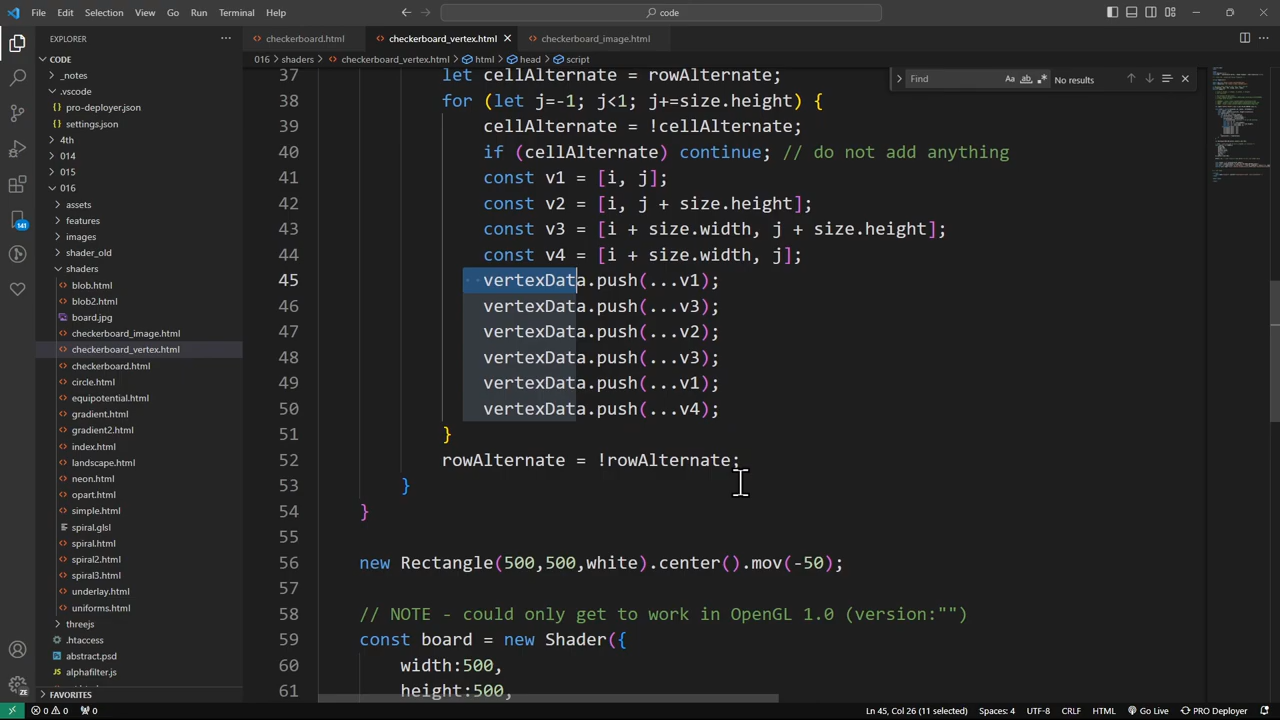 File Edit Selection View Go Run Terminal Help
code
EXPLORER
checkerboard.html
checkerboard_vertex.html
checkerboard_image.html
CODE
016 > shaders > checkerboard_vertex.html > html > head > script
_notes
.vscode
pro-deployer.json
settings.json
4th
014
015
016
assets
features
images
shader_old
shaders
blob.html
blob2.html
board.jpg
checkerboard_image.html
checkerboard_vertex.html
checkerboard.html
circle.html
equipotential.html
gradient.html
gradient2.html
index.html
landscape.html
neon.html
opart.html
simple.html
spiral.glsl
spiral.html
spiral2.html
spiral3.html
underlay.html
uniforms.html
threejs
.htaccess
abstract.psd
alphafilter.js
FAVORITES
141
Find
Aa ab .*
No results
37 let cellAlternate = rowAlternate;
38 for (let j=-1; j<1; j+=size.height) {
39 cellAlternate = !cellAlternate;
40 if (cellAlternate) continue; // do not add anything
41 const v1 = [i, j];
42 const v2 = [i, j + size.height];
43 const v3 = [i + size.width, j + size.height];
44 const v4 = [i + size.width, j];
45 vertexData.push(...v1);
46 vertexData.push(...v3);
47 vertexData.push(...v2);
48 vertexData.push(...v3);
49 vertexData.push(...v1);
50 vertexData.push(...v4);
51 }
52 rowAlternate = !rowAlternate;
53 }
54 }
55
56 new Rectangle(500,500,white).center().mov(-50);
57
58 // NOTE - could only get to work in OpenGL 1.0 (version:"")
59 const board = new Shader({
60 width:500,
61 height:500,
ZE
0 0 0 Ln 45, Col 26 (11 selected) Spaces: 4 UTF-8 CRLF HTML Go Live PRO Deployer